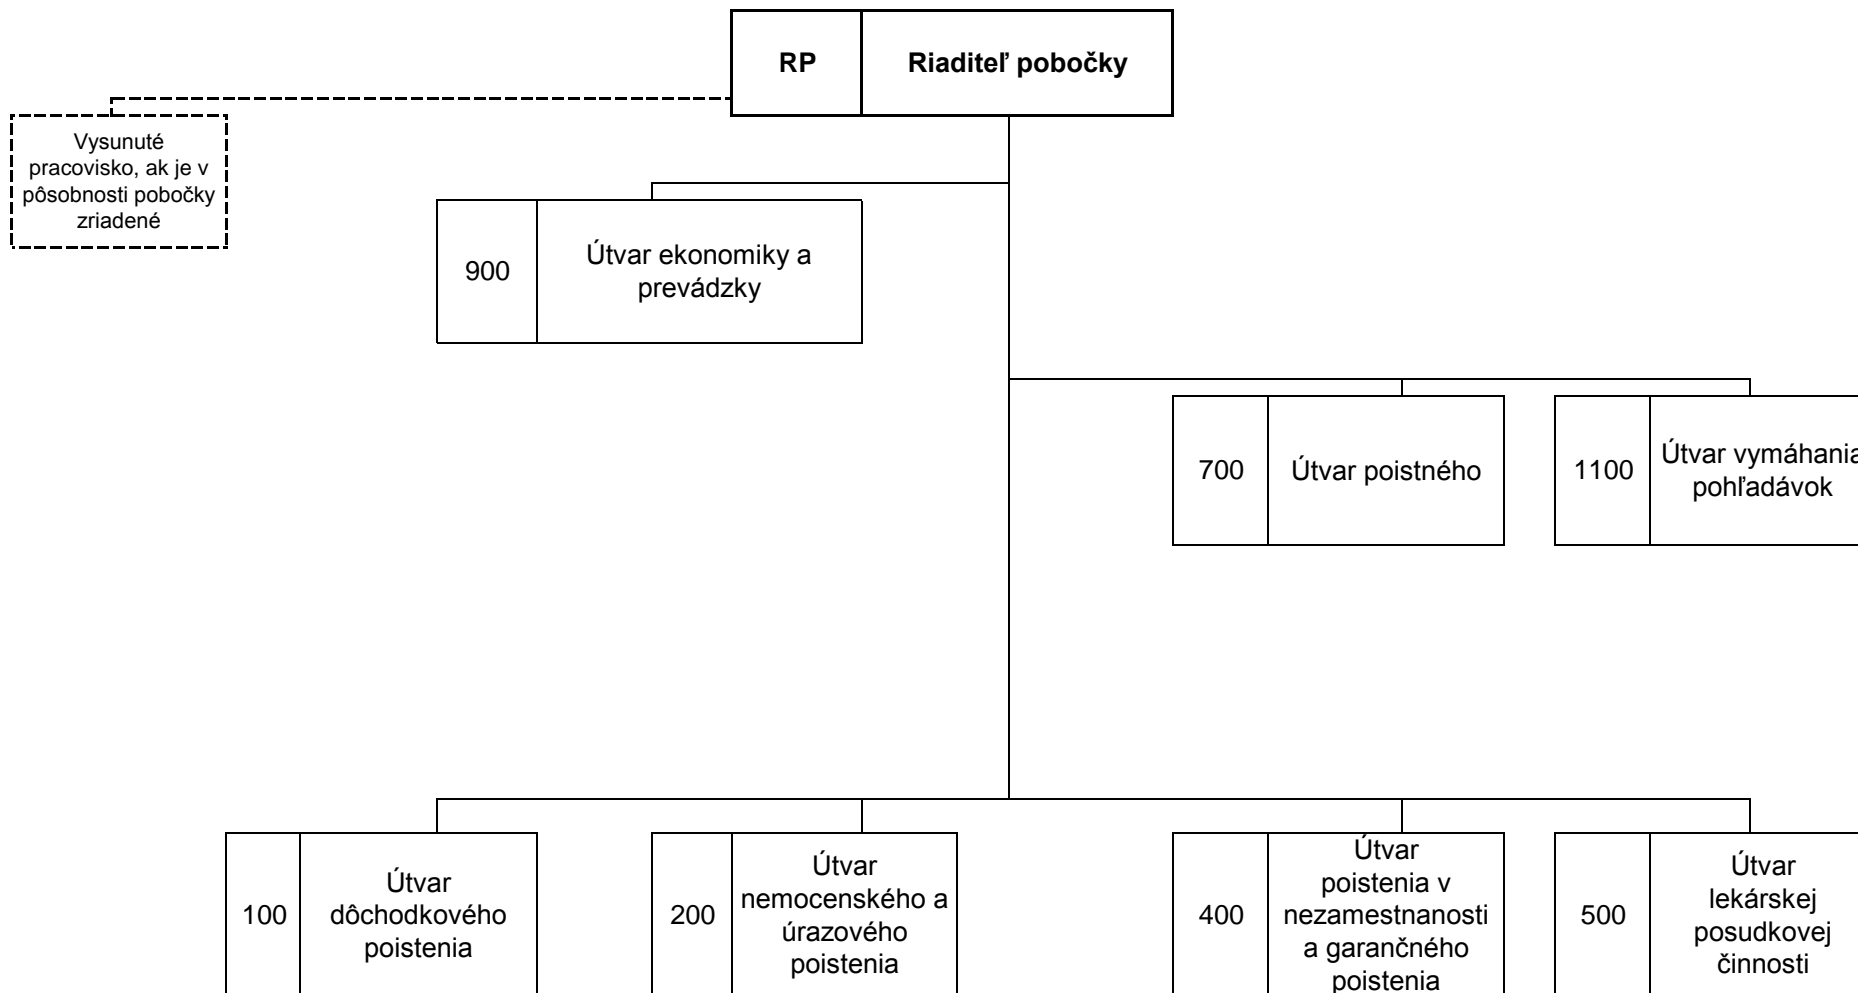 RP
Riaditeľ pobočky
Vysunuté
pracovisko, ak je v
pôsobnosti pobočky
zriadené
900
Útvar ekonomiky a
prevádzky
700
Útvar poistného
1100
Útvar vymáhania
pohľadávok
100
Útvar
dôchodkového
poistenia
200
Útvar
nemocenského a
úrazového
poistenia
400
Útvar
poistenia v
nezamestnanosti
a garančného
poistenia
500
Útvar
lekárskej
posudkovej
činnosti